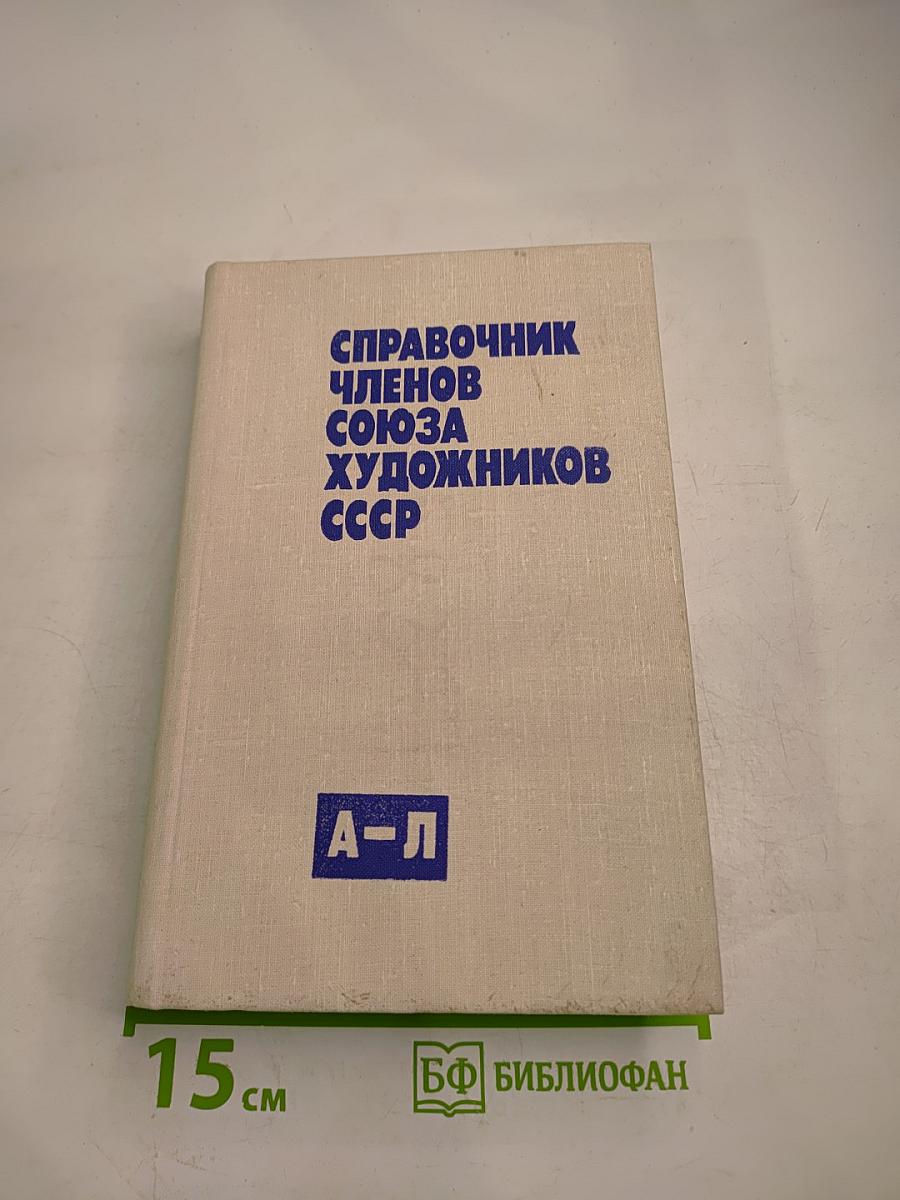 СПРАВОЧНИК
ЧЛЕНОВ
СОЮЗА
ХУДОЖНИКОВ
СССР
А–Л
15 см
БФ БИБЛИОФАН